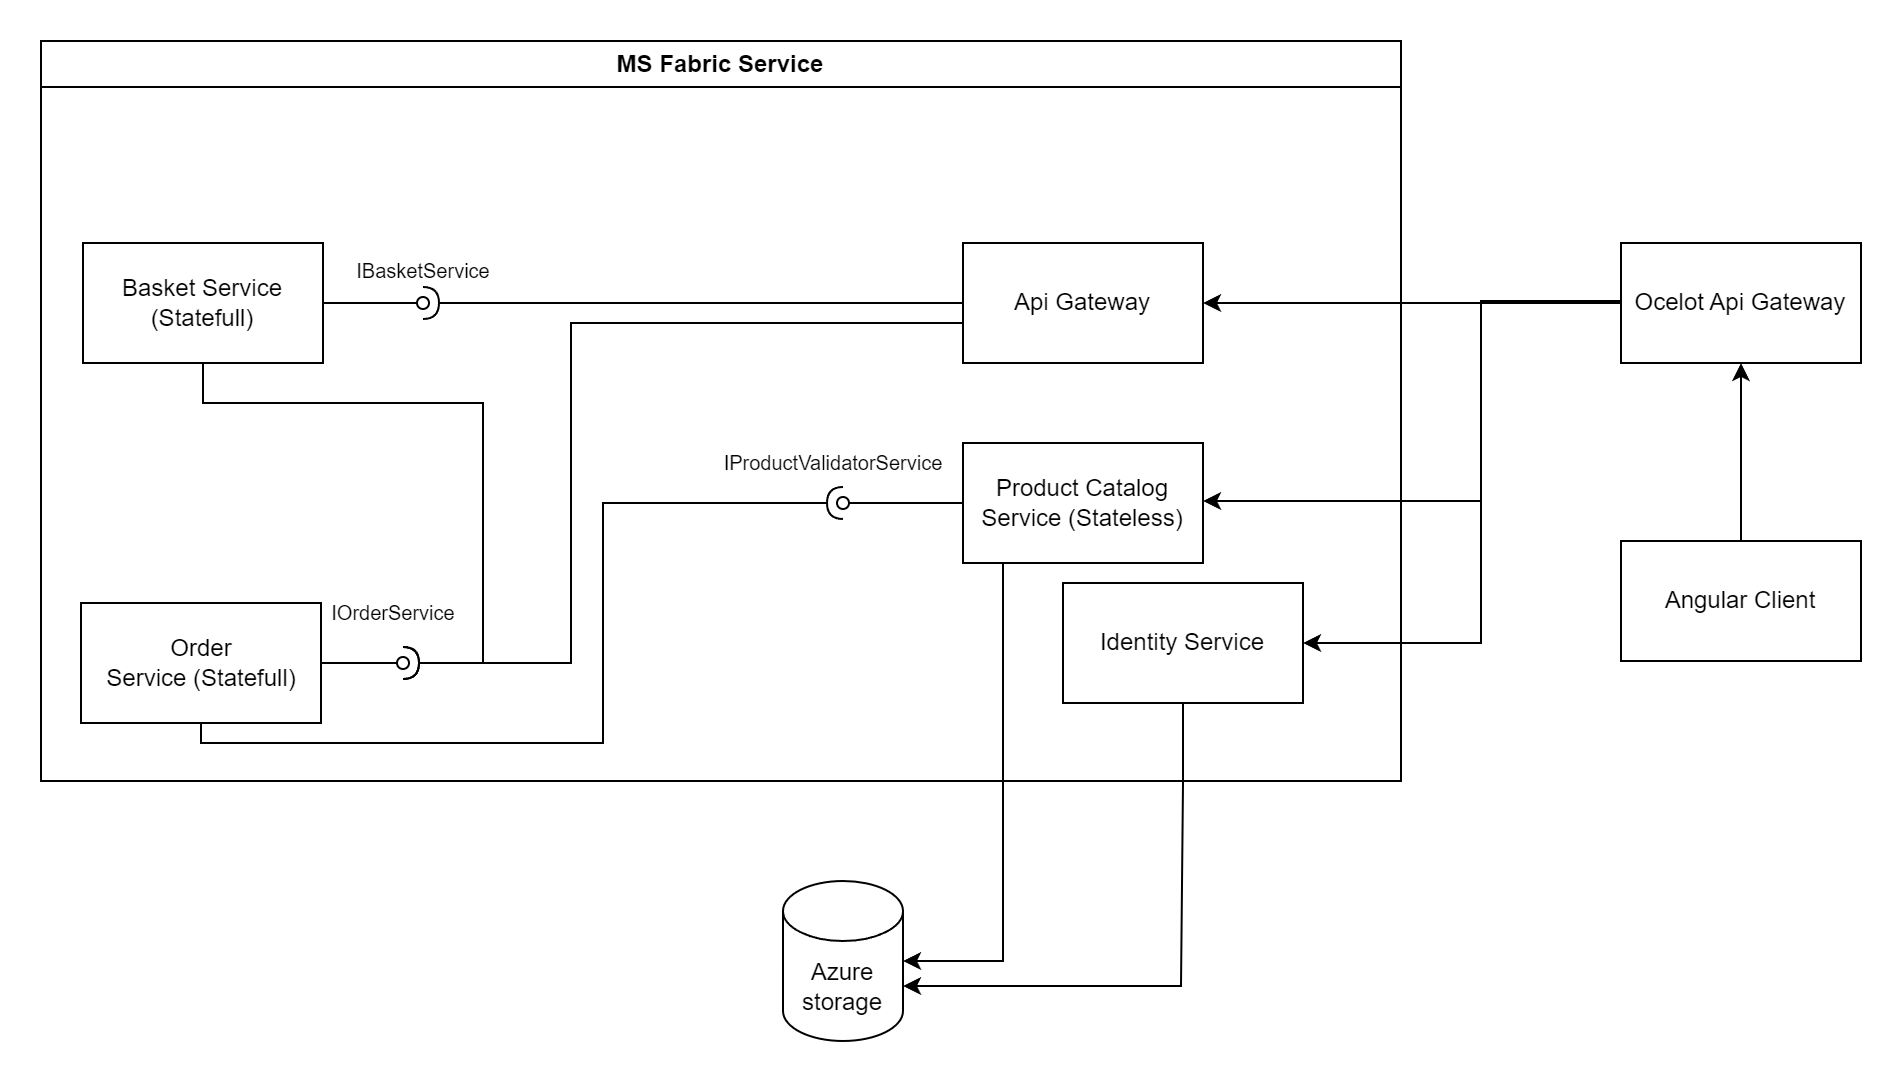 MS Fabric Service
Basket Service
(Statefull)
IBasketService
Api Gateway
Ocelot Api Gateway
IProductValidatorService
Product Catalog
Service (Stateless)
Angular Client
IOrderService
Order
Service (Statefull)
Identity Service
Azure
storage